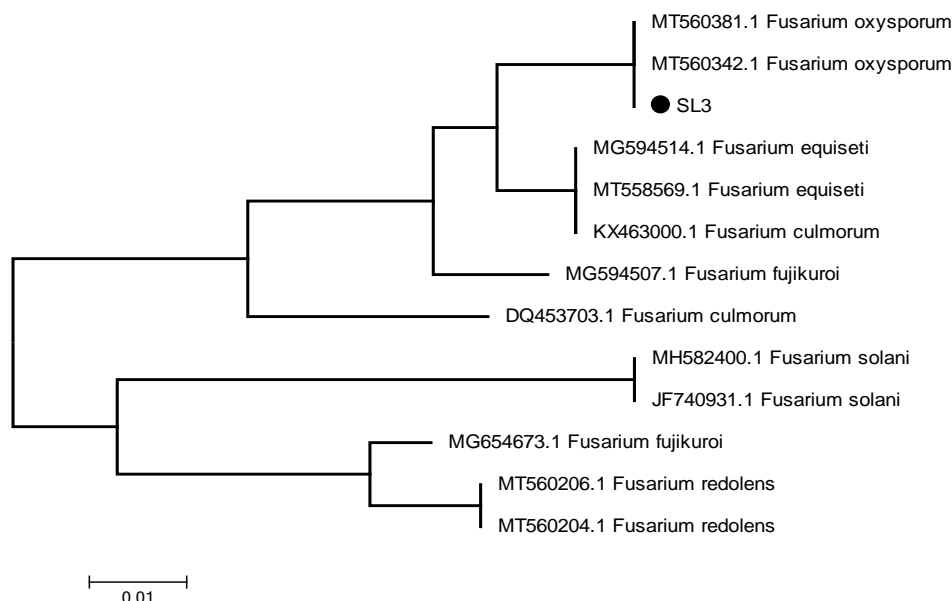 MT560381.1 Fusarium oxysporum
MT560342.1 Fusarium oxysporum
SL3
MG594514.1 Fusarium equiseti
MT558569.1 Fusarium equiseti
KX463000.1 Fusarium culmorum
MG594507.1 Fusarium fujikuroi
DQ453703.1 Fusarium culmorum
MH582400.1 Fusarium solani
JF740931.1 Fusarium solani
MG654673.1 Fusarium fujikuroi
MT560206.1 Fusarium redolens
MT560204.1 Fusarium redolens
0.01